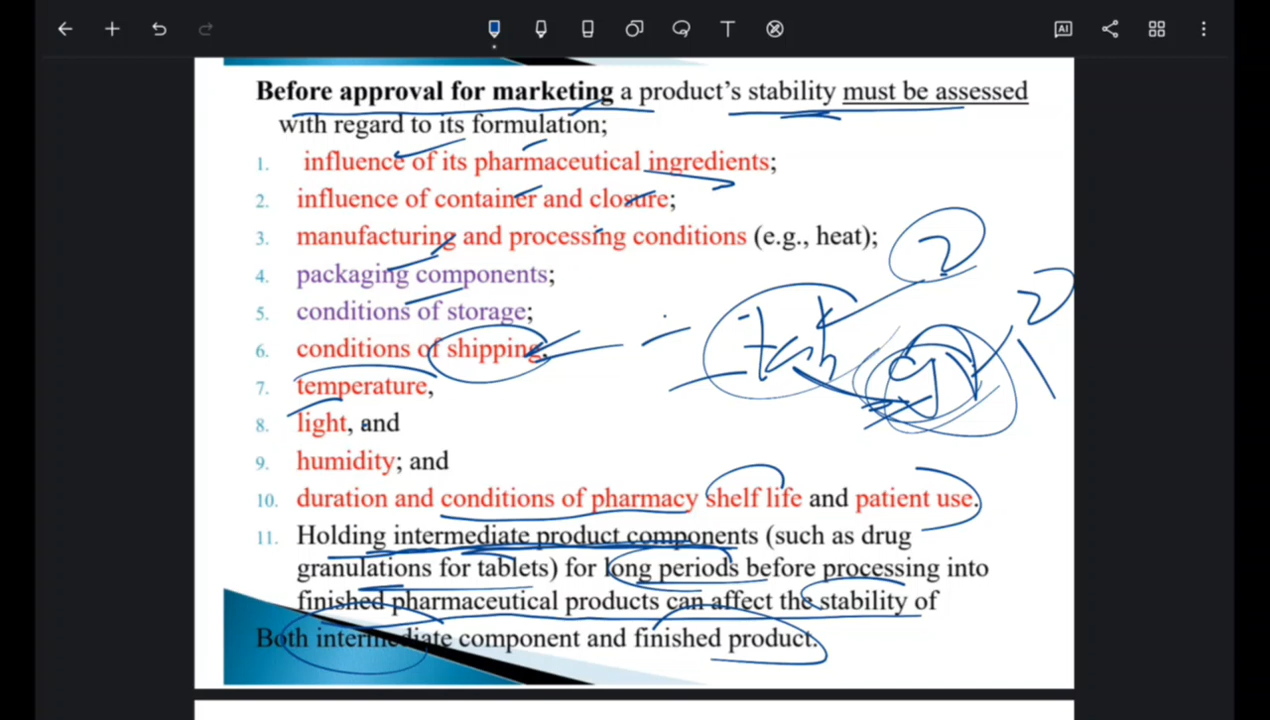 AI
T
Before approval for marketing a product's stability must be assessed
with regard to its formulation;
1. influence of its pharmaceutical ingredients;
2. influence of container and closure;
3. manufacturing and processing conditions (e.g., heat);
4. packaging components;
5. conditions of storage;
6. conditions of shipping,
7. temperature,
8. light, and
9. humidity; and
10. duration and conditions of pharmacy shelf life and patient use.
11. Holding intermediate product components (such as drug
granulations for tablets) for long periods before processing into
finished pharmaceutical products can affect the stability of
Both intermediate component and finished product.